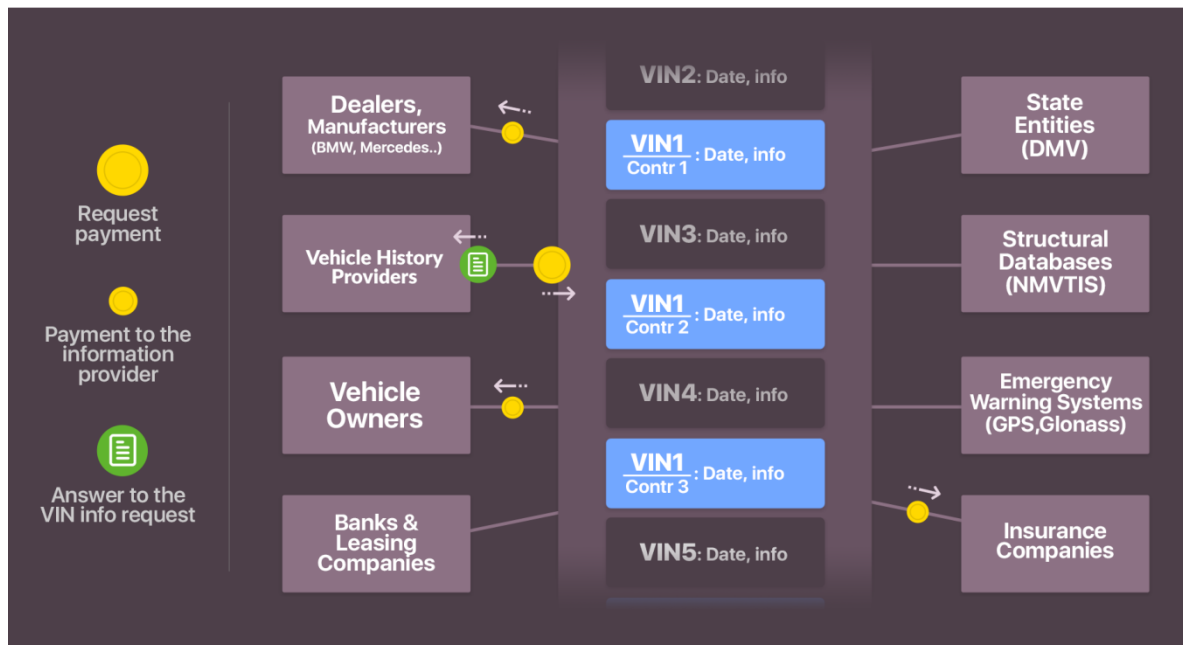 Request
payment
Payment to the
information
provider
Answer to the
VIN info request
Dealers,
Manufacturers
(BMW, Mercedes..)
Vehicle History
Providers
Vehicle
Owners
Banks &
Leasing
Companies
VIN2: Date, info
VIN1
Contr 1
: Date, info
VIN3: Date, info
VIN1
Contr 2
: Date, info
VIN4: Date, info
VIN1
Contr 3
: Date, info
VIN5: Date, info
State
Entities
(DMV)
Structural
Databases
(NMVTIS)
Emergency
Warning Systems
(GPS,Glonass)
Insurance
Companies